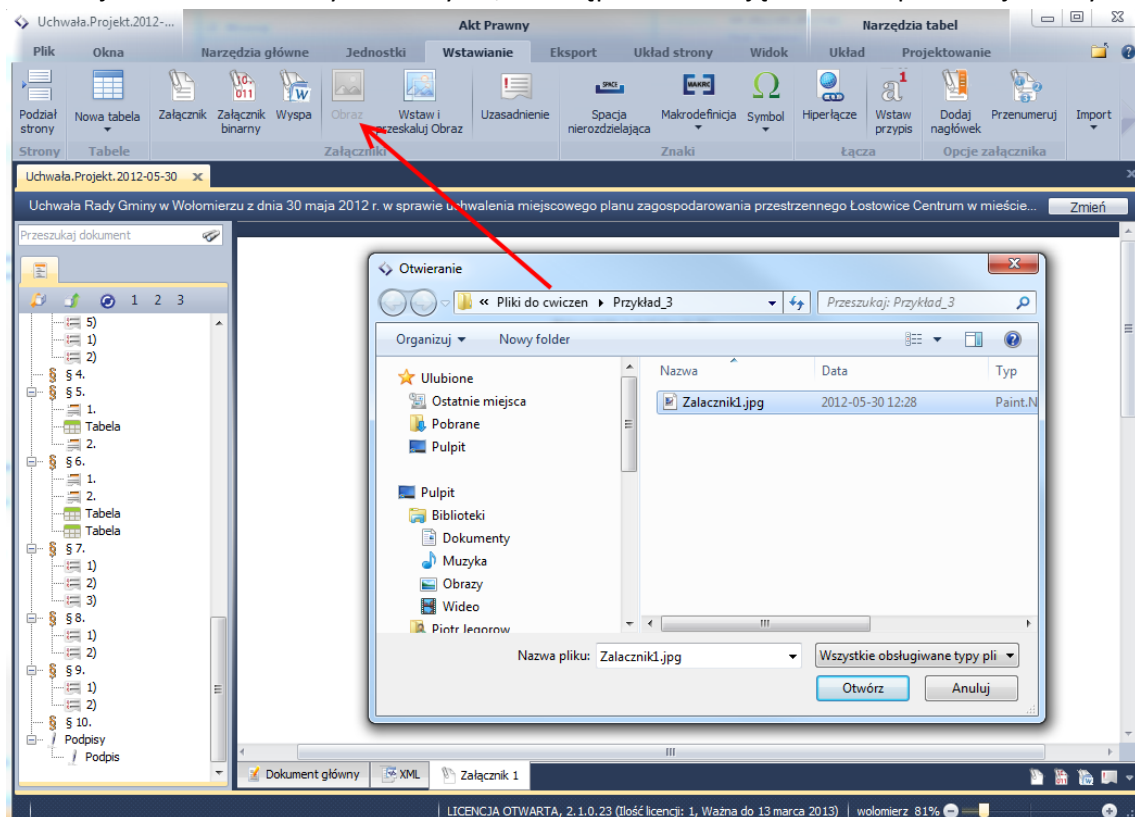 Uchwała.Projekt.2012-...
Akt Prawny
Narzędzia tabel
Plik Okna Narzędzia główne Jednostki Wstawianie Eksport Układ strony Widok Układ Projektowanie
Podział strony
Nowa tabela
Załącznik
Załącznik binarny
Wyspa
Obraz
Wstaw i przeskaluj Obraz
Uzasadnienie
SPACE
Spacja nierozdzielająca
MAKRO
Makrodefinicja
Symbol
Hiperłącze
Wstaw przypis
Dodaj nagłówek
Przenumeruj
Import
Strony Tabele Załączniki Znaki Łącza Opcje załącznika
Uchwała.Projekt.2012-05-30
Uchwała Rady Gminy w Wołomierzu z dnia 30 maja 2012 r. w sprawie uchwalenia miejscowego planu zagospodarowania przestrzennego Łostowice Centrum w mieście... Zmień
Przeszukaj dokument
1 2 3
5)
1)
2)
§ 4.
§ 5.
1.
Tabela
2.
§ 6.
1.
2.
Tabela
Tabela
§ 7.
1)
2)
3)
§ 8.
1)
2)
§ 9.
1)
2)
§ 10.
Podpisy
Podpis
Otwieranie
« Pliki do cwiczen Przykład_3
Przeszukaj: Przykład_3
Organizuj Nowy folder
Nazwa Data Typ
Zalacznik1.jpg 2012-05-30 12:28 Paint.N
Ulubione
Ostatnie miejsca
Pobrane
Pulpit
Pulpit
Biblioteki
Dokumenty
Muzyka
Obrazy
Wideo
Piotr Jegorow
Nazwa pliku: Zalacznik1.jpg
Wszystkie obsługiwane typy pli
Otwórz Anuluj
Dokument główny XML Załącznik 1
LICENCJA OTWARTA, 2.1.0.23 (Ilość licencji: 1, Ważna do 13 marca 2013) wolomierz 81%